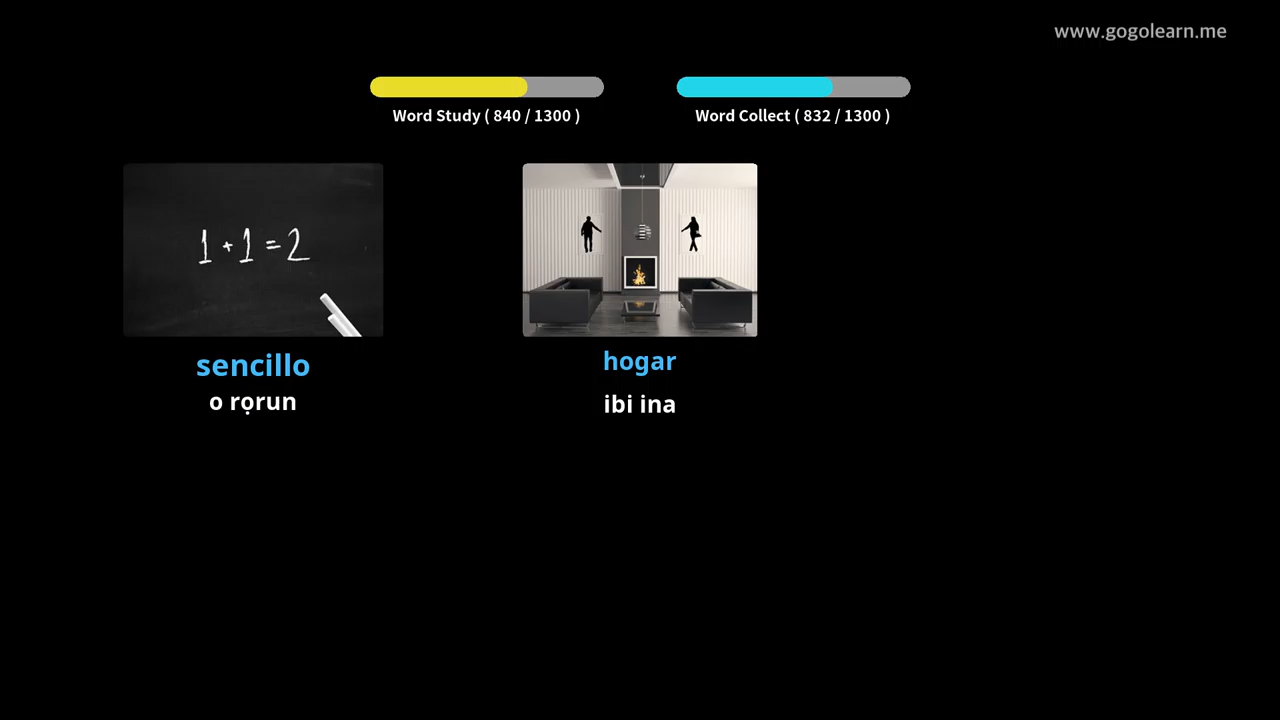 www.gogolearn.me
Word Study ( 840 / 1300 )
Word Collect ( 832 / 1300 )
1 + 1 = 2
sencillo
o rọrun
hogar
ibi ina